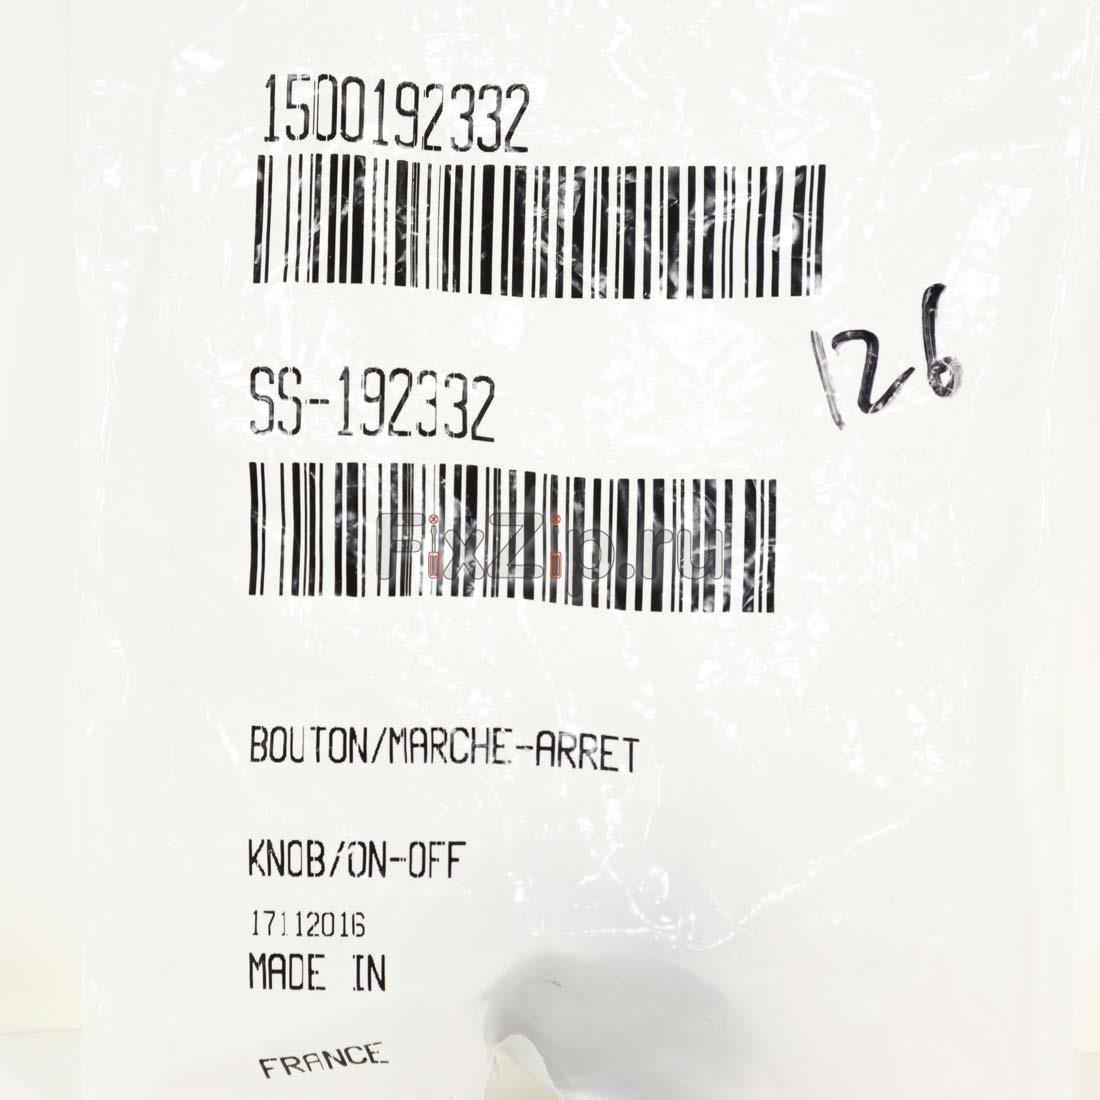 1500192332
SS-192332
126
FixZip.ru
BOUTON/MARCHE-ARRET
KNOB/ON-OFF
17112016
MADE IN
FRANCE